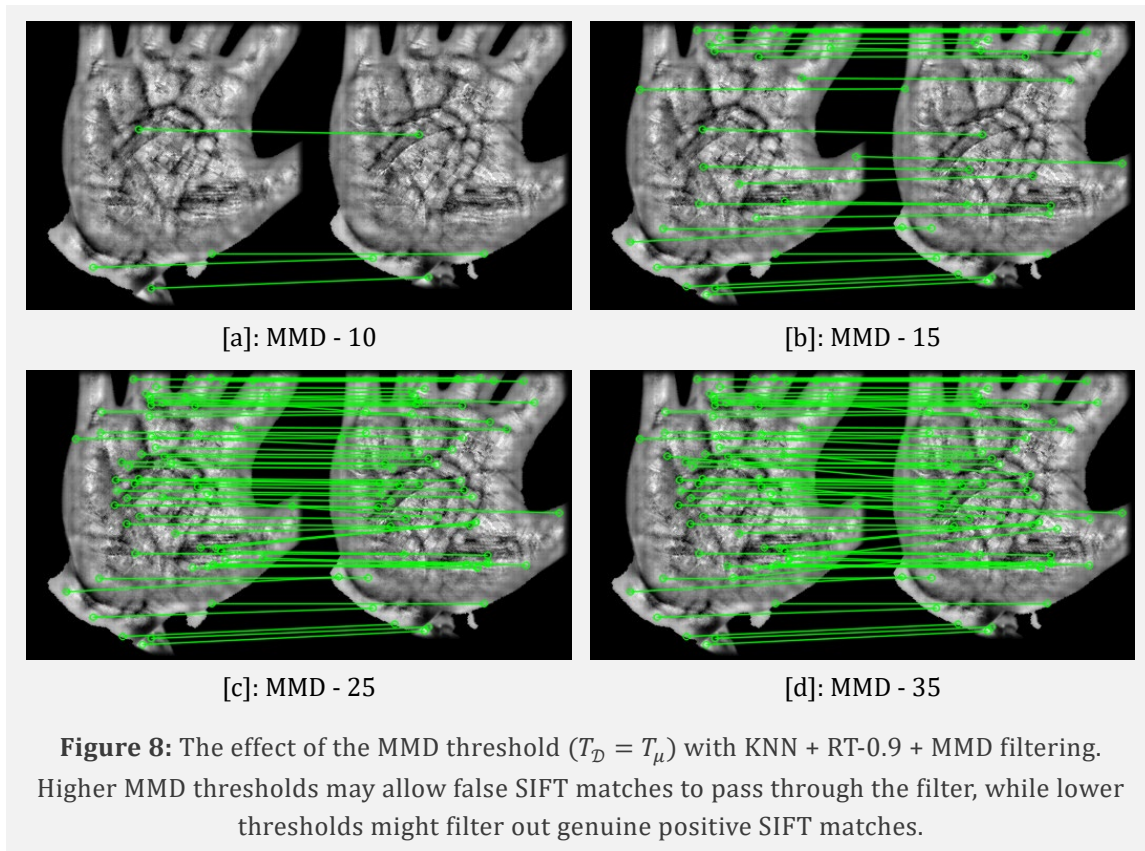 [a]: MMD - 10
[b]: MMD - 15
[c]: MMD - 25
[d]: MMD - 35
Figure 8: The effect of the MMD threshold (T_𝒟 = T_μ) with KNN + RT-0.9 + MMD filtering.
Higher MMD thresholds may allow false SIFT matches to pass through the filter, while lower
thresholds might filter out genuine positive SIFT matches.